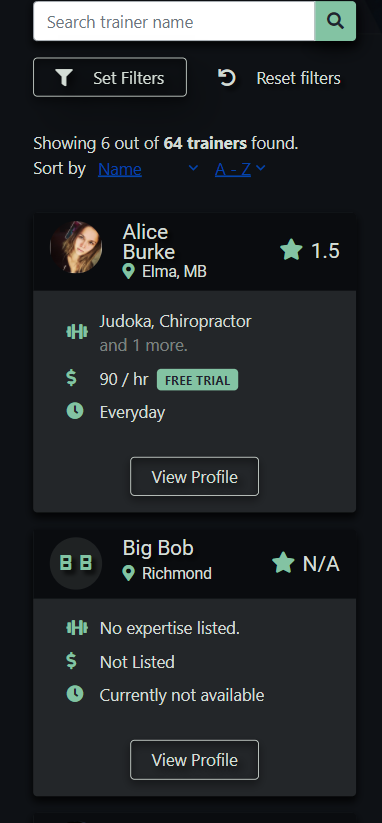 Search trainer name
Set Filters
Reset filters
Showing 6 out of 64 trainers found.
Sort by Name A - Z
Alice
Burke
Elma, MB
1.5
Judoka, Chiropractor
and 1 more.
$ 90 / hr FREE TRIAL
Everyday
View Profile
B B
Big Bob
Richmond
N/A
No expertise listed.
$ Not Listed
Currently not available
View Profile